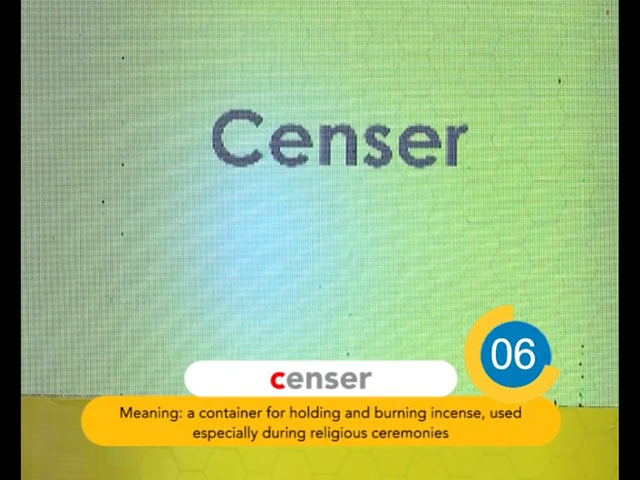 Censer
06
censer
Meaning: a container for holding and burning incense, used
especially during religious ceremonies